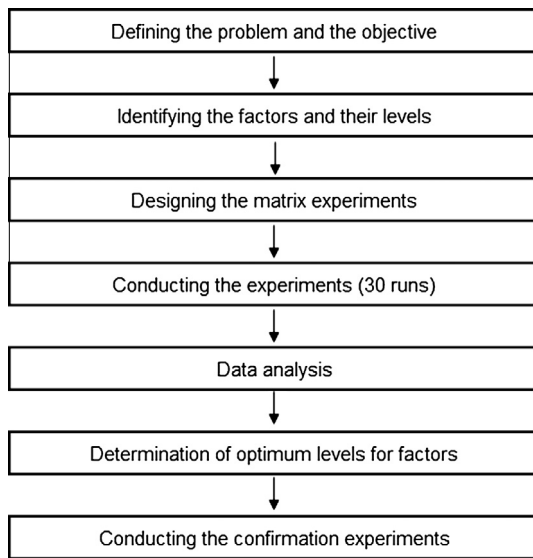 Defining the problem and the objective
Identifying the factors and their levels
Designing the matrix experiments
Conducting the experiments (30 runs)
Data analysis
Determination of optimum levels for factors
Conducting the confirmation experiments